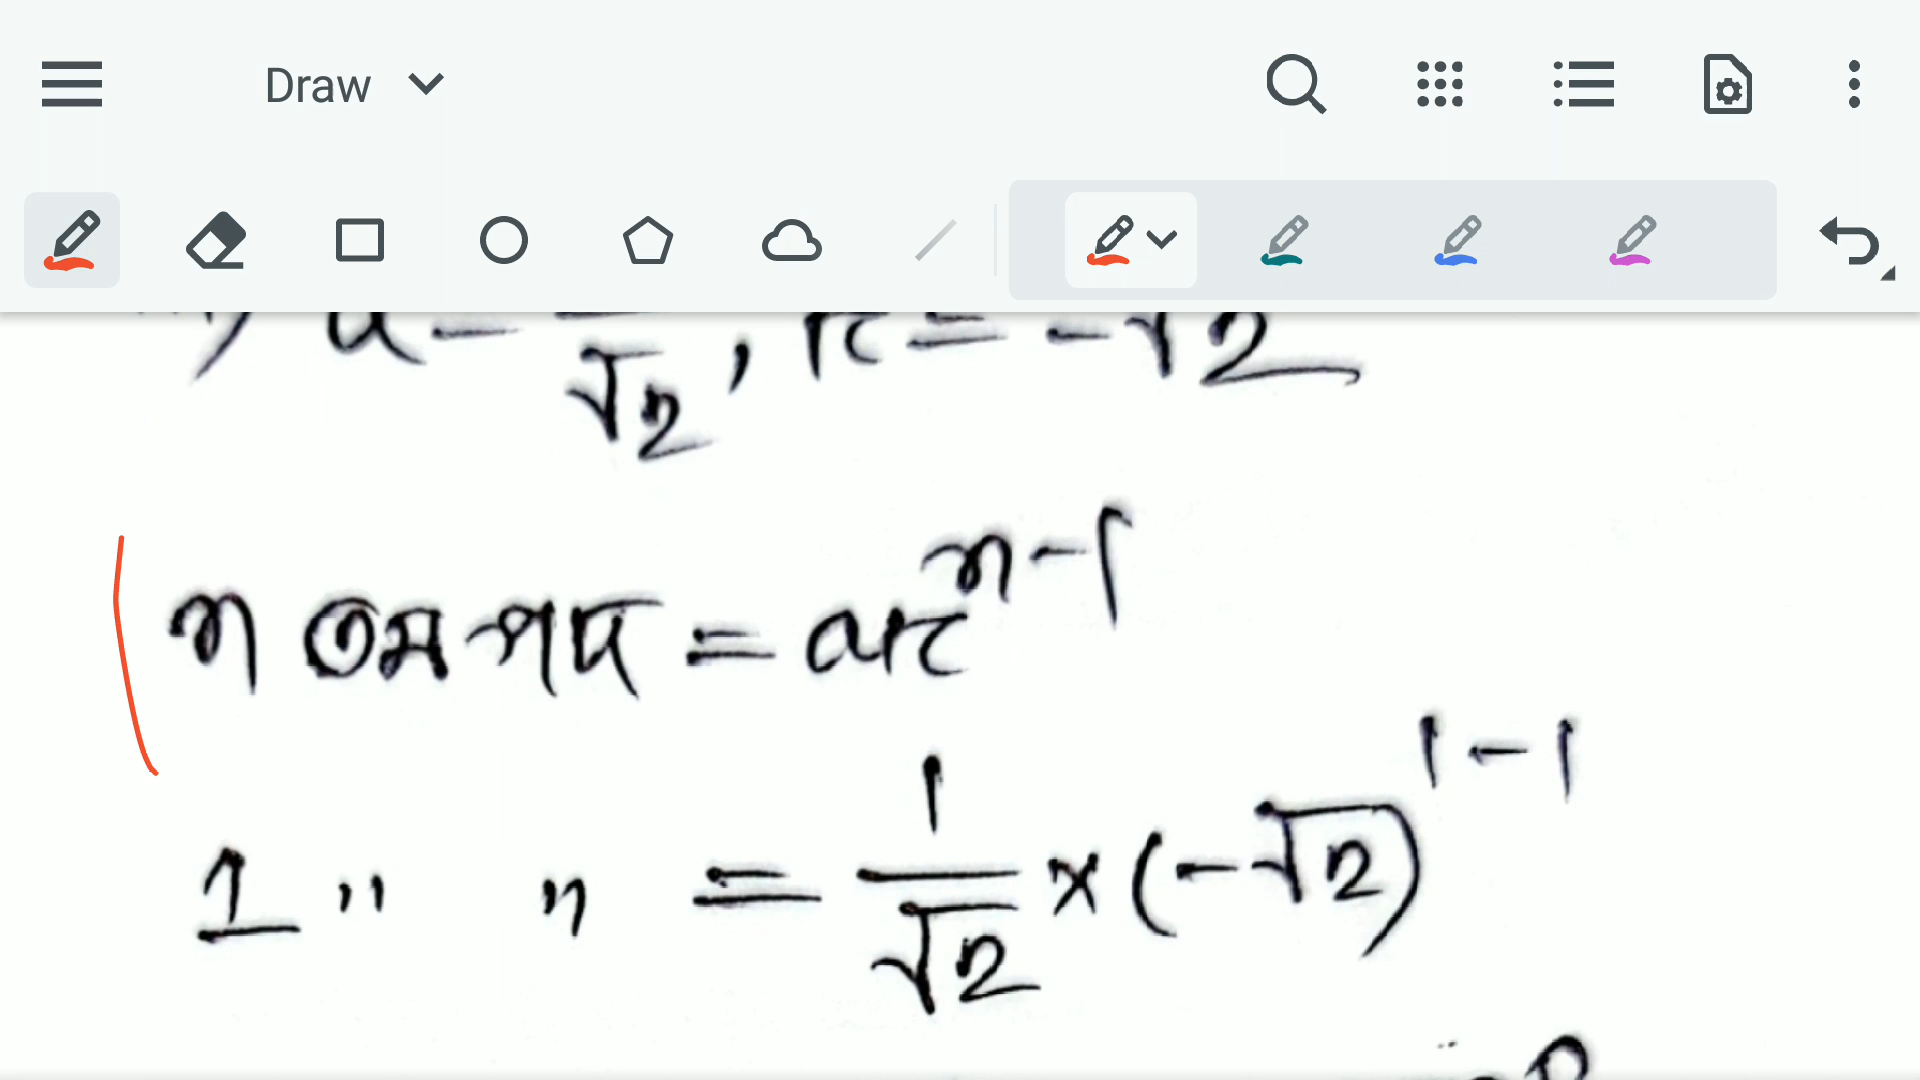 Draw
a = 1/√2, r = -√2
n তম পদ = ar^(n-1)
1 " " = 1/√2 × (-√2)^(1-1)